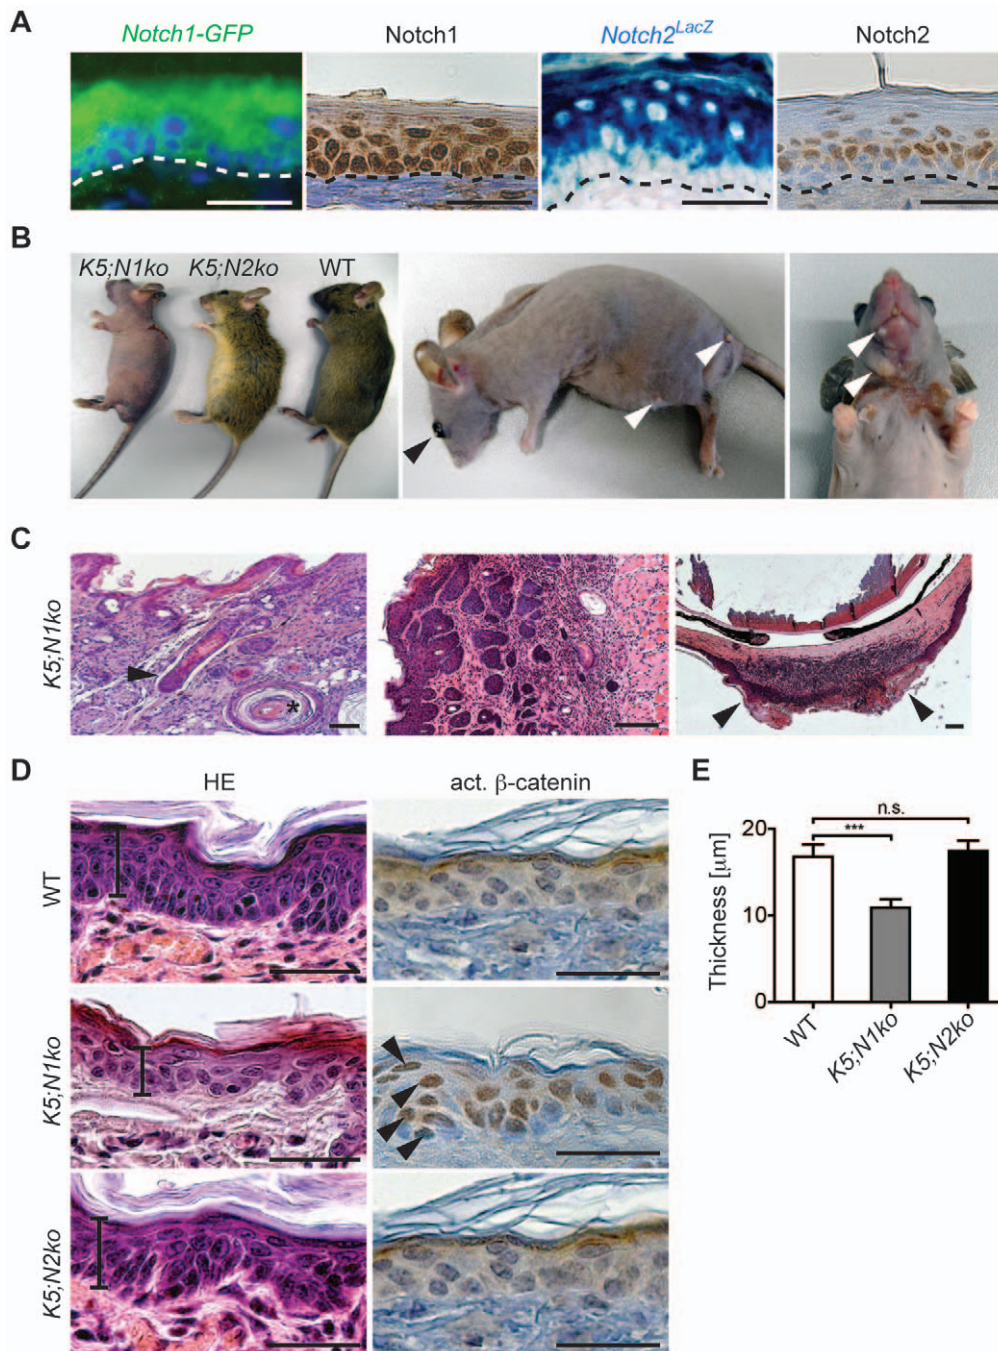 A
Notch1-GFP Notch1 Notch2LacZ Notch2
B
K5;N1ko K5;N2ko WT
C
K5;N1ko
*
D
HE act. β-catenin
WT
K5;N1ko
K5;N2ko
E
n.s.
***
Thickness [μm]
20
10
0
WT K5;N1ko K5;N2ko